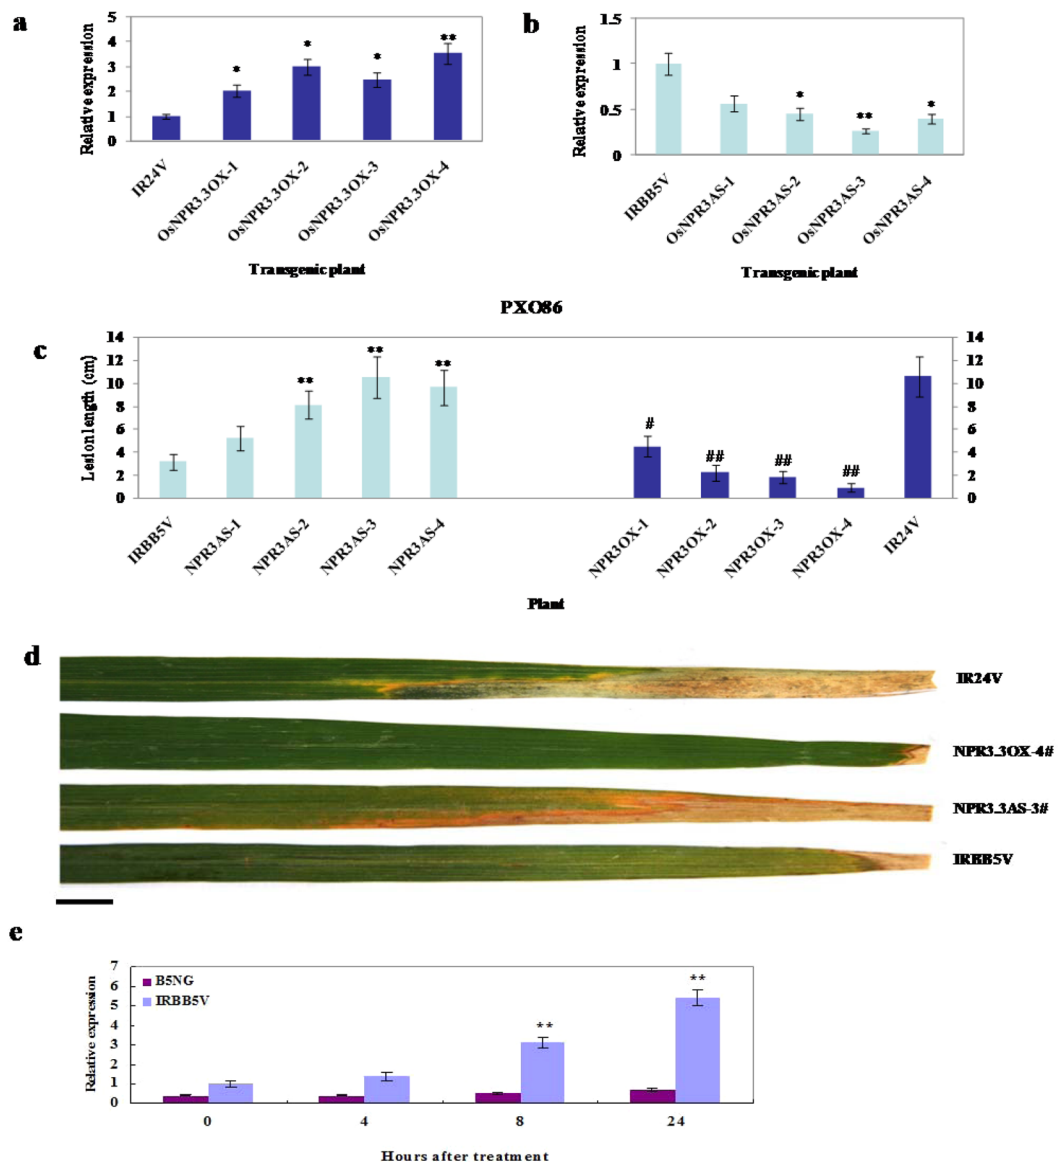 a
Relative expression
5
4
3
2
1
0
* * * **
IR24V
OsNPR3.3OX-1
OsNPR3.3OX-2
OsNPR3.3OX-3
OsNPR3.3OX-4
Transgenic plant
b
Relative expression
1.5
1
0.5
0
* ** *
IRBB5V
OsNPR3AS-1
OsNPR3AS-2
OsNPR3AS-3
OsNPR3AS-4
Transgenic plant
PXO86
c
Lesion length (cm)
14
12
10
8
6
4
2
0
** ** **
# ## ## ##
14
12
10
8
6
4
2
0
IRBB5V
NPR3AS-1
NPR3AS-2
NPR3AS-3
NPR3AS-4
NPR3OX-1
NPR3OX-2
NPR3OX-3
NPR3OX-4
IR24V
Plant
d
IR24V
NPR3.3OX-4#
NPR3.3AS-3#
IRBB5V
e
Relative expression
7
6
5
4
3
2
1
0
B5NG
IRBB5V
** **
0 4 8 24
Hours after treatment